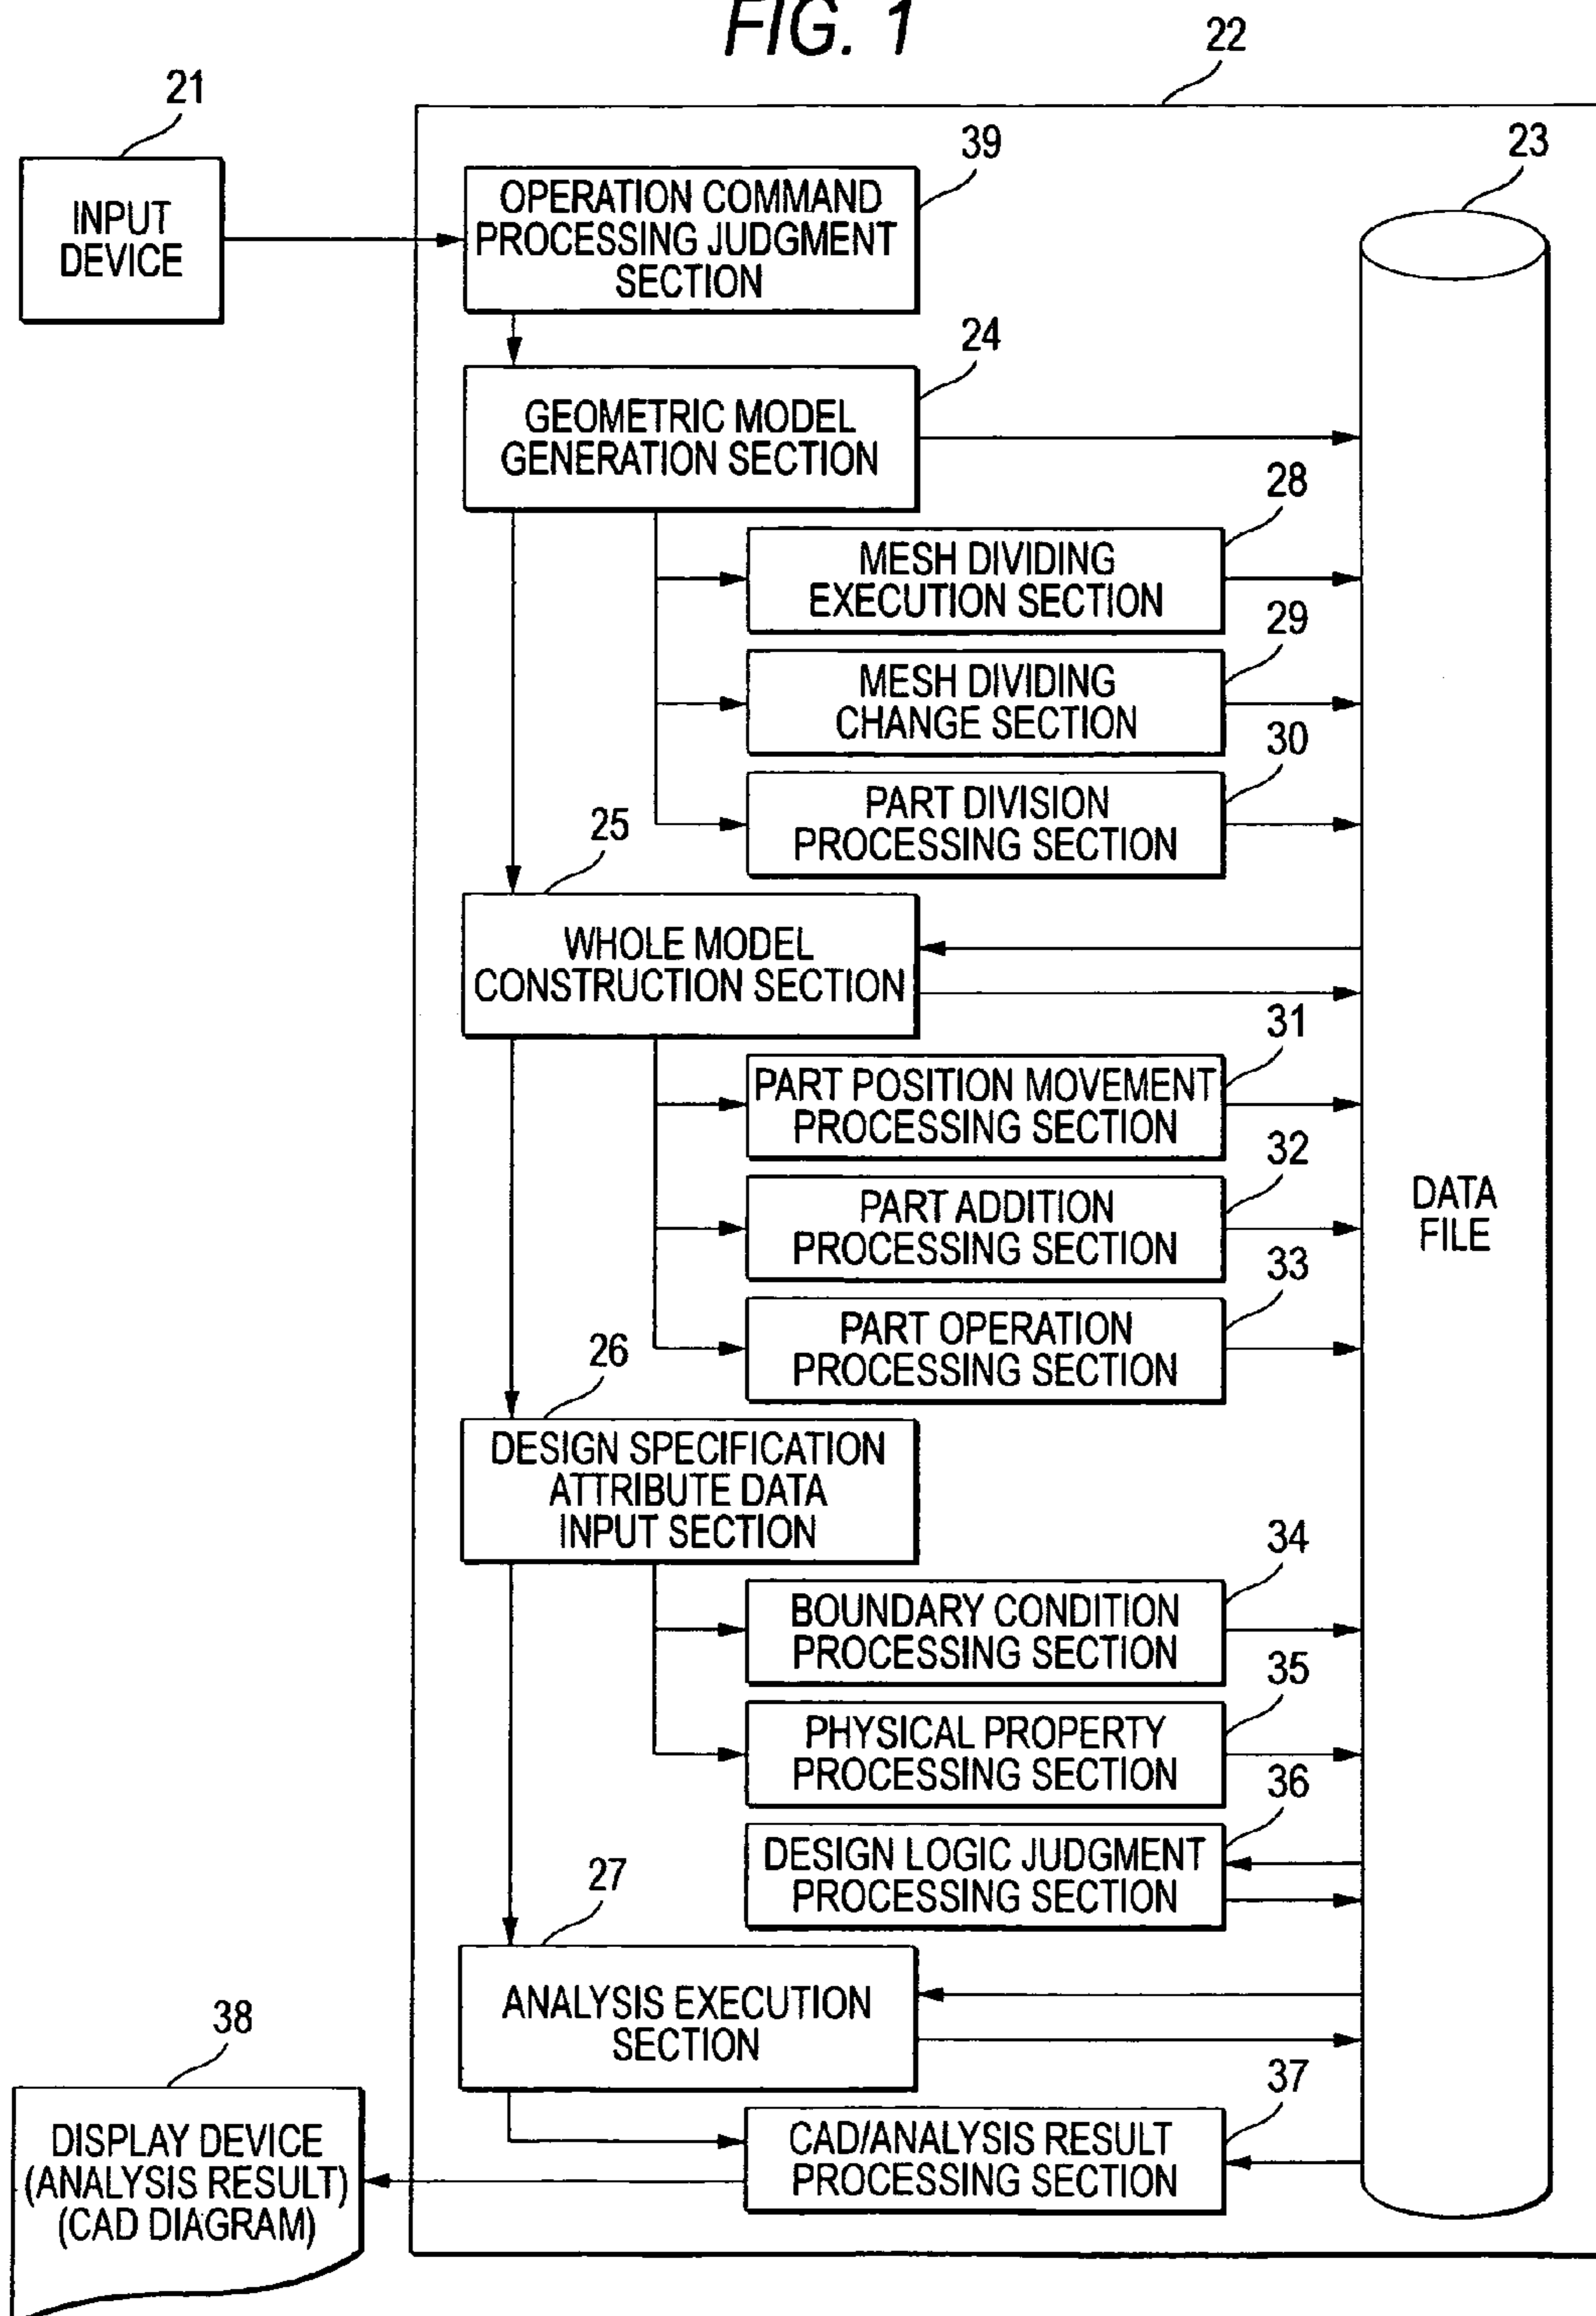 FIG. 1
22
21
39
23
INPUT
DEVICE
OPERATION COMMAND
PROCESSING JUDGMENT
SECTION
24
GEOMETRIC MODEL
GENERATION SECTION
28
MESH DIVIDING
EXECUTION SECTION
29
MESH DIVIDING
CHANGE SECTION
30
PART DIVISION
PROCESSING SECTION
25
WHOLE MODEL
CONSTRUCTION SECTION
31
PART POSITION MOVEMENT
PROCESSING SECTION
32
PART ADDITION
PROCESSING SECTION
DATA
FILE
33
PART OPERATION
PROCESSING SECTION
26
DESIGN SPECIFICATION
ATTRIBUTE DATA
INPUT SECTION
34
BOUNDARY CONDITION
PROCESSING SECTION
35
PHYSICAL PROPERTY
PROCESSING SECTION
36
DESIGN LOGIC JUDGMENT
PROCESSING SECTION
27
ANALYSIS EXECUTION
SECTION
38
37
DISPLAY DEVICE
(ANALYSIS RESULT)
(CAD DIAGRAM)
CAD/ANALYSIS RESULT
PROCESSING SECTION